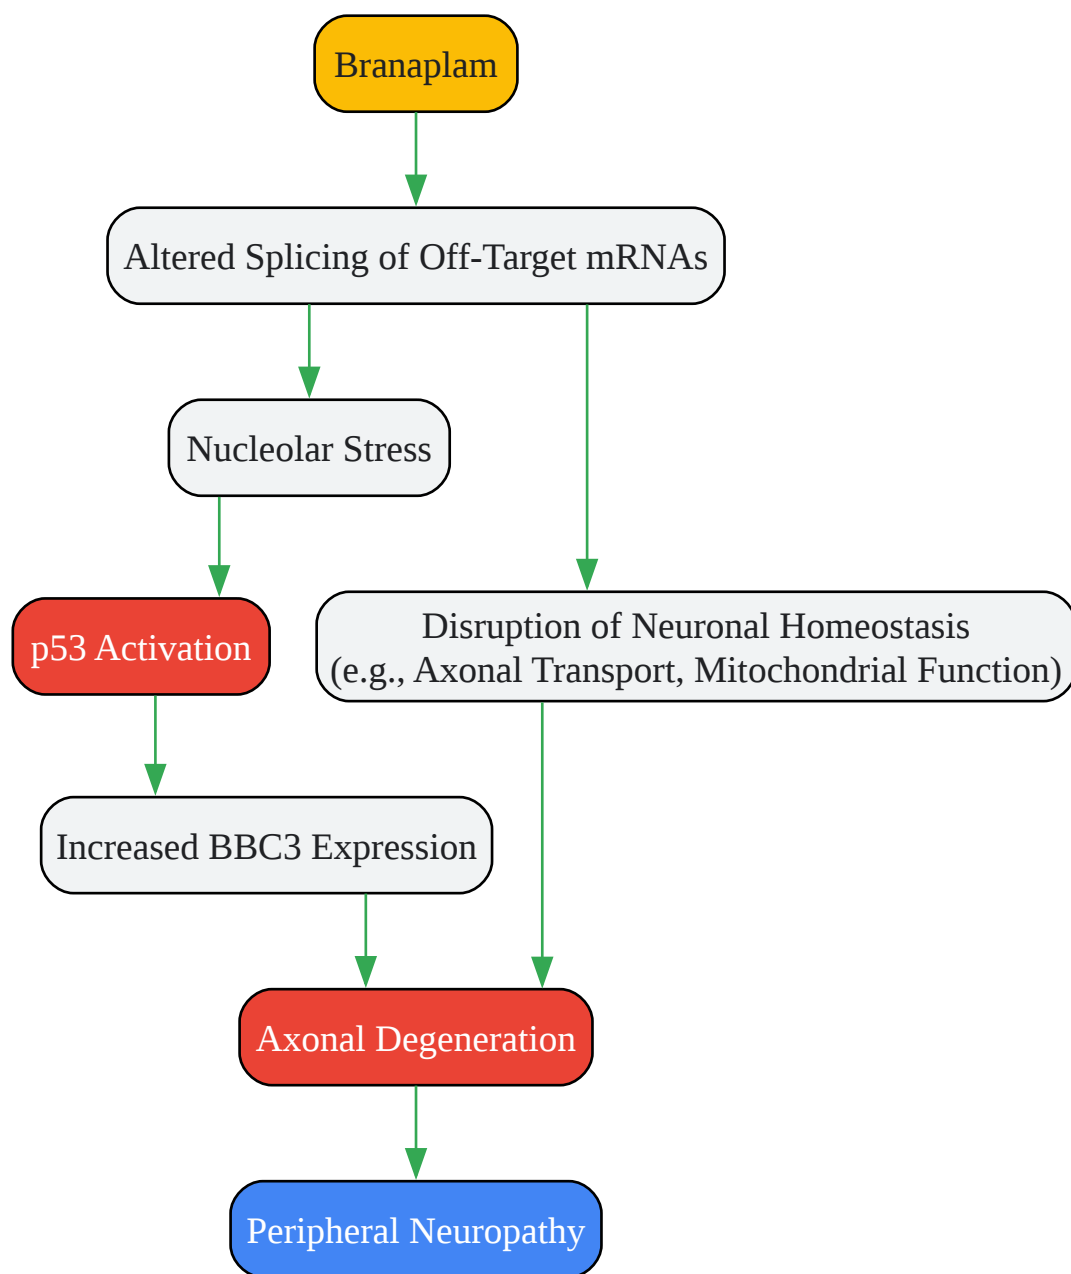 Branaplam
Altered Splicing of Off-Target mRNAs
Nucleolar Stress
p53 Activation
Disruption of Neuronal Homeostasis
(e.g., Axonal Transport, Mitochondrial Function)
Increased BBC3 Expression
Axonal Degeneration
Peripheral Neuropathy